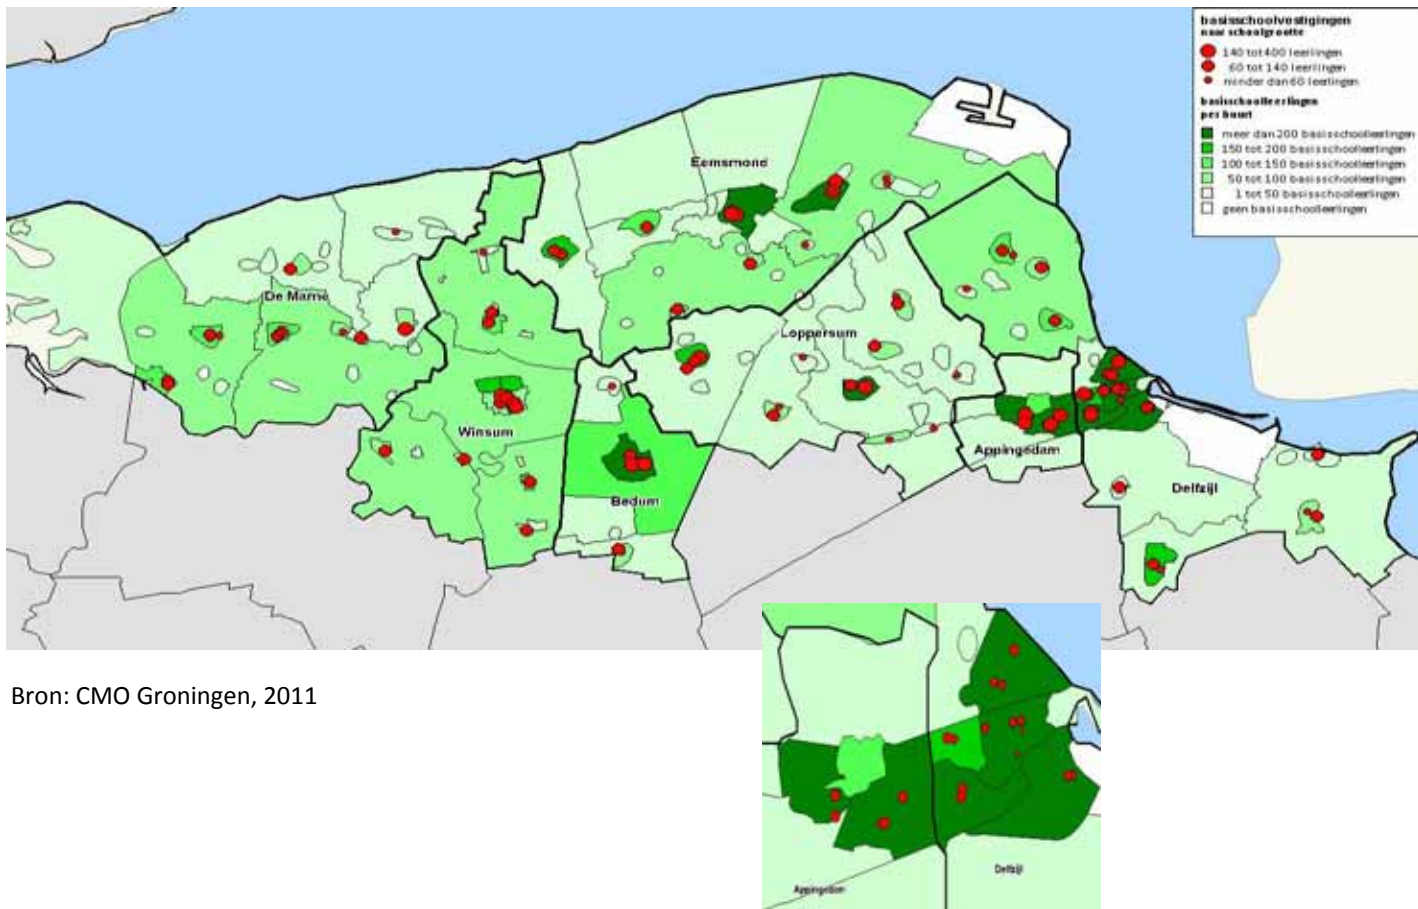 basisschoolvestigingen
naar schoolgrootte
140 tot 400 leerlingen
60 tot 140 leerlingen
minder dan 60 leerlingen
basisschoolleerlingen
per buurt
meer dan 200 basisschoolleerlingen
150 tot 200 basisschoolleerlingen
100 tot 150 basisschoolleerlingen
50 tot 100 basisschoolleerlingen
1 tot 50 basisschoolleerlingen
geen basisschoolleerlingen
Eemsmond
De Marne
Loppersum
Winsum
Appingedam
Bedum
Delfzijl
Bron: CMO Groningen, 2011
Delfzijl
Appingedam